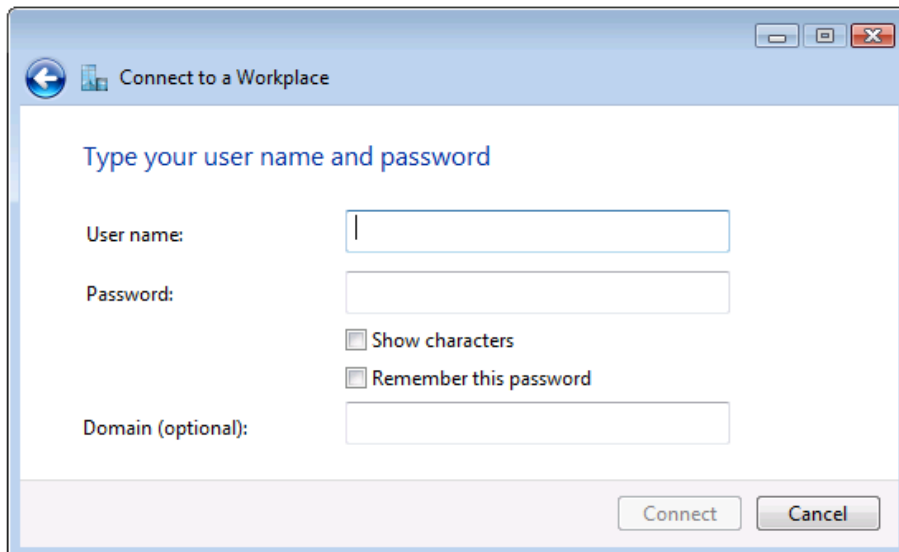 Connect to a Workplace
Type your user name and password
User name:
Password:
Show characters
Remember this password
Domain (optional):
Connect Cancel